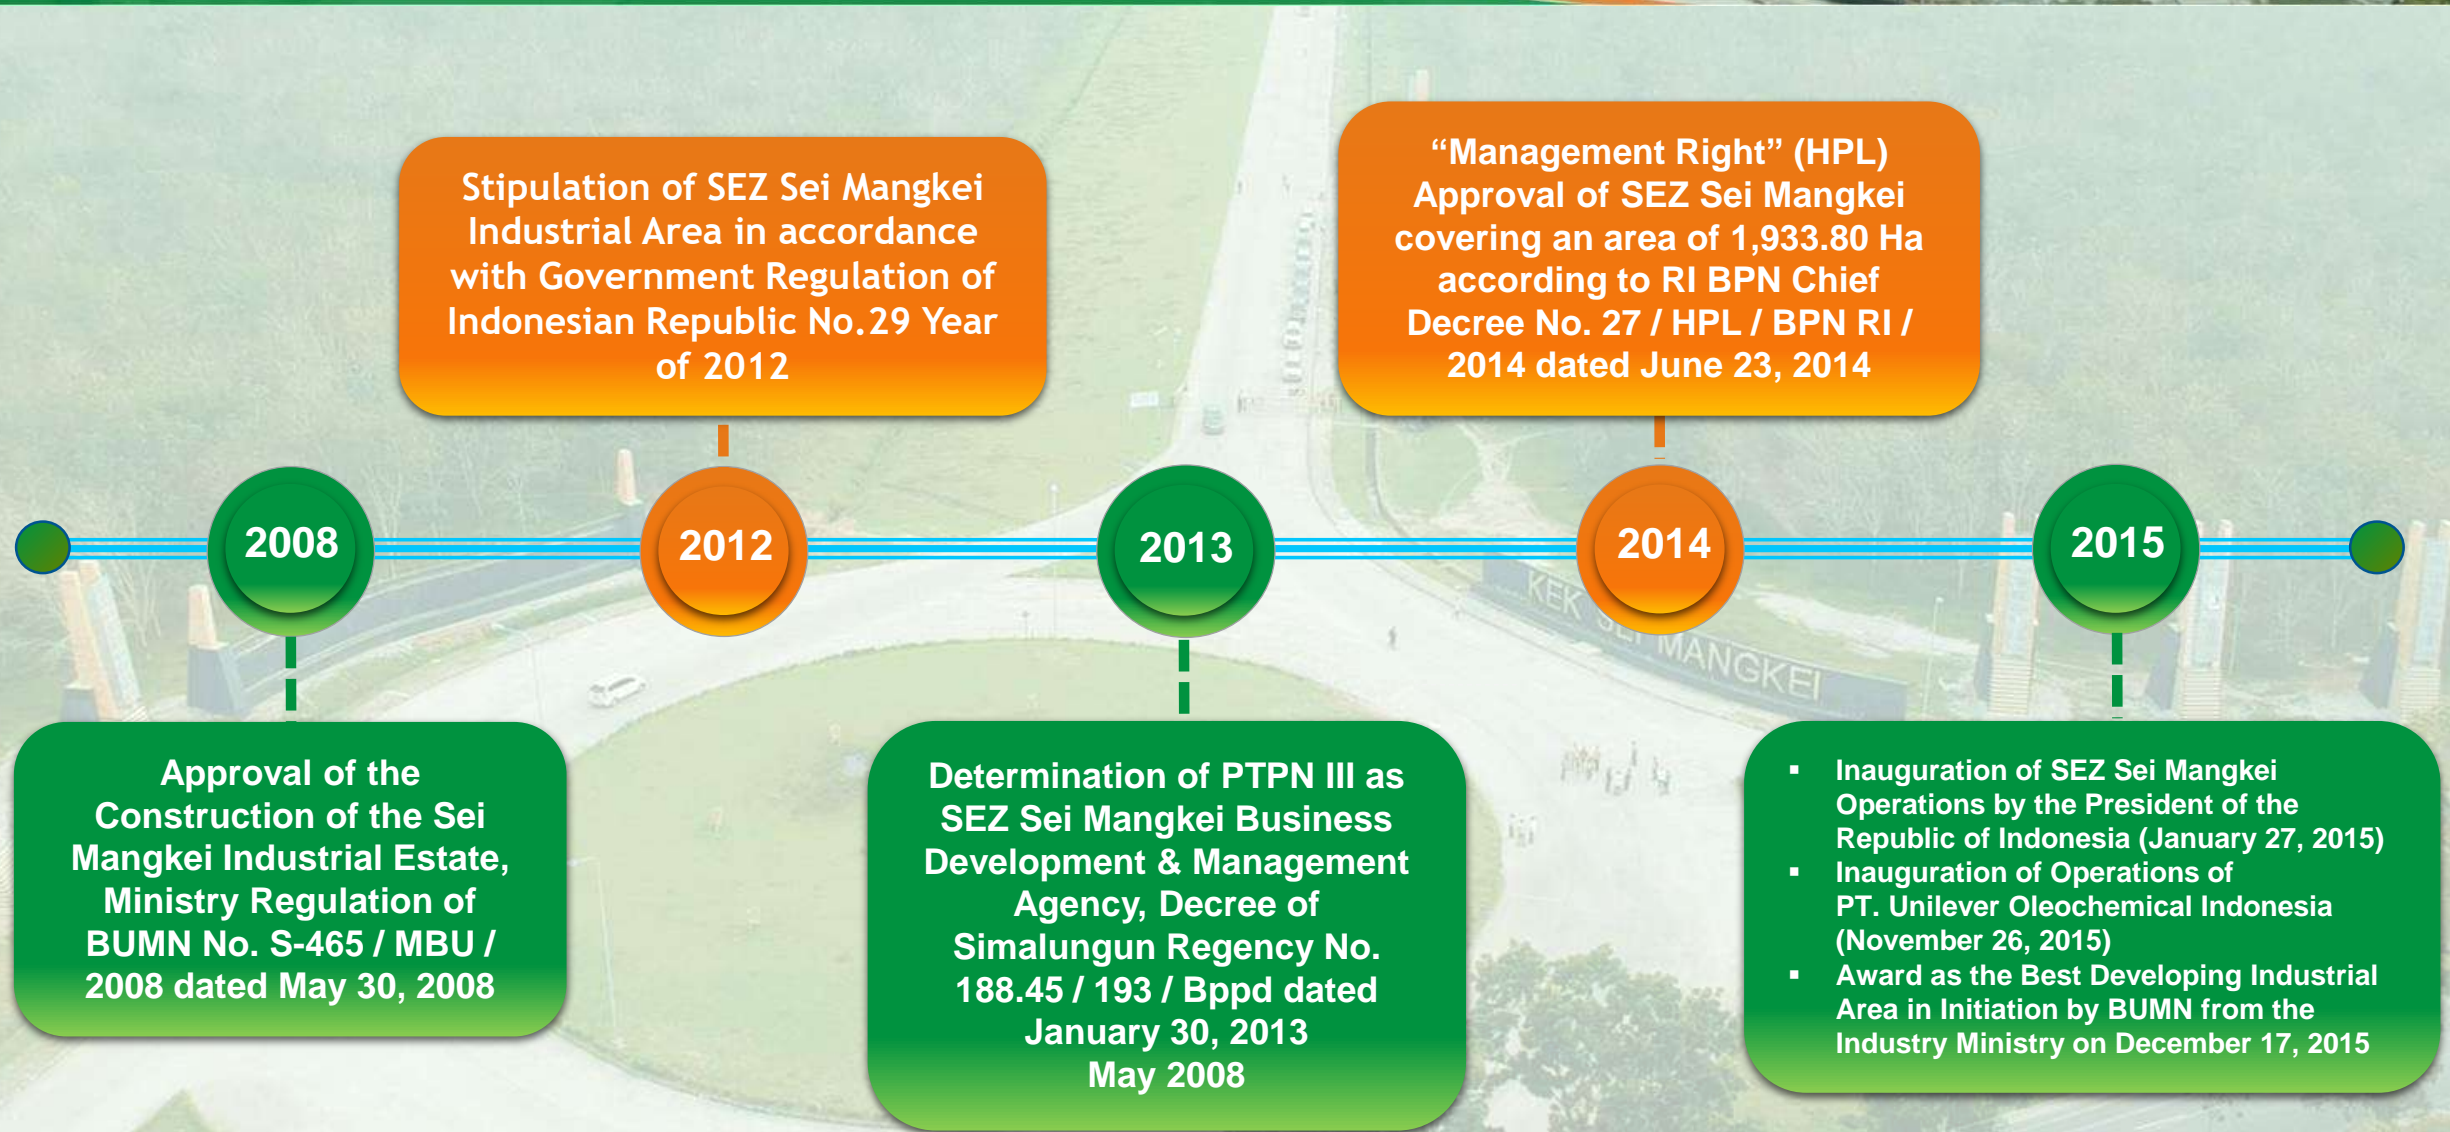 Stipulation of SEZ Sei Mangkei
Industrial Area in accordance
with Government Regulation of
Indonesian Republic No.29 Year
of 2012
“Management Right” (HPL)
Approval of SEZ Sei Mangkei
covering an area of 1,933.80 Ha
according to RI BPN Chief
Decree No. 27 / HPL / BPN RI /
2014 dated June 23, 2014
2008
2012
2013
2014
2015
KEK SEI MANGKEI
Approval of the
Construction of the Sei
Mangkei Industrial Estate,
Ministry Regulation of
BUMN No. S-465 / MBU /
2008 dated May 30, 2008
Determination of PTPN III as
SEZ Sei Mangkei Business
Development & Management
Agency, Decree of
Simalungun Regency No.
188.45 / 193 / Bppd dated
January 30, 2013
May 2008
▪ Inauguration of SEZ Sei Mangkei
Operations by the President of the
Republic of Indonesia (January 27, 2015)
▪ Inauguration of Operations of
PT. Unilever Oleochemical Indonesia
(November 26, 2015)
▪ Award as the Best Developing Industrial
Area in Initiation by BUMN from the
Industry Ministry on December 17, 2015